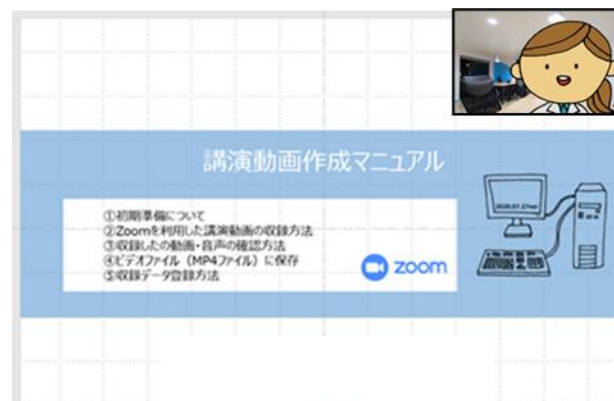 講演動画作成マニュアル
①初期準備について
②Zoomを利用した講演動画の収録方法
③収録したの動画・音声の確認方法
④ビデオファイル（MP4ファイル）に保存
⑤収録データ登録方法
zoom